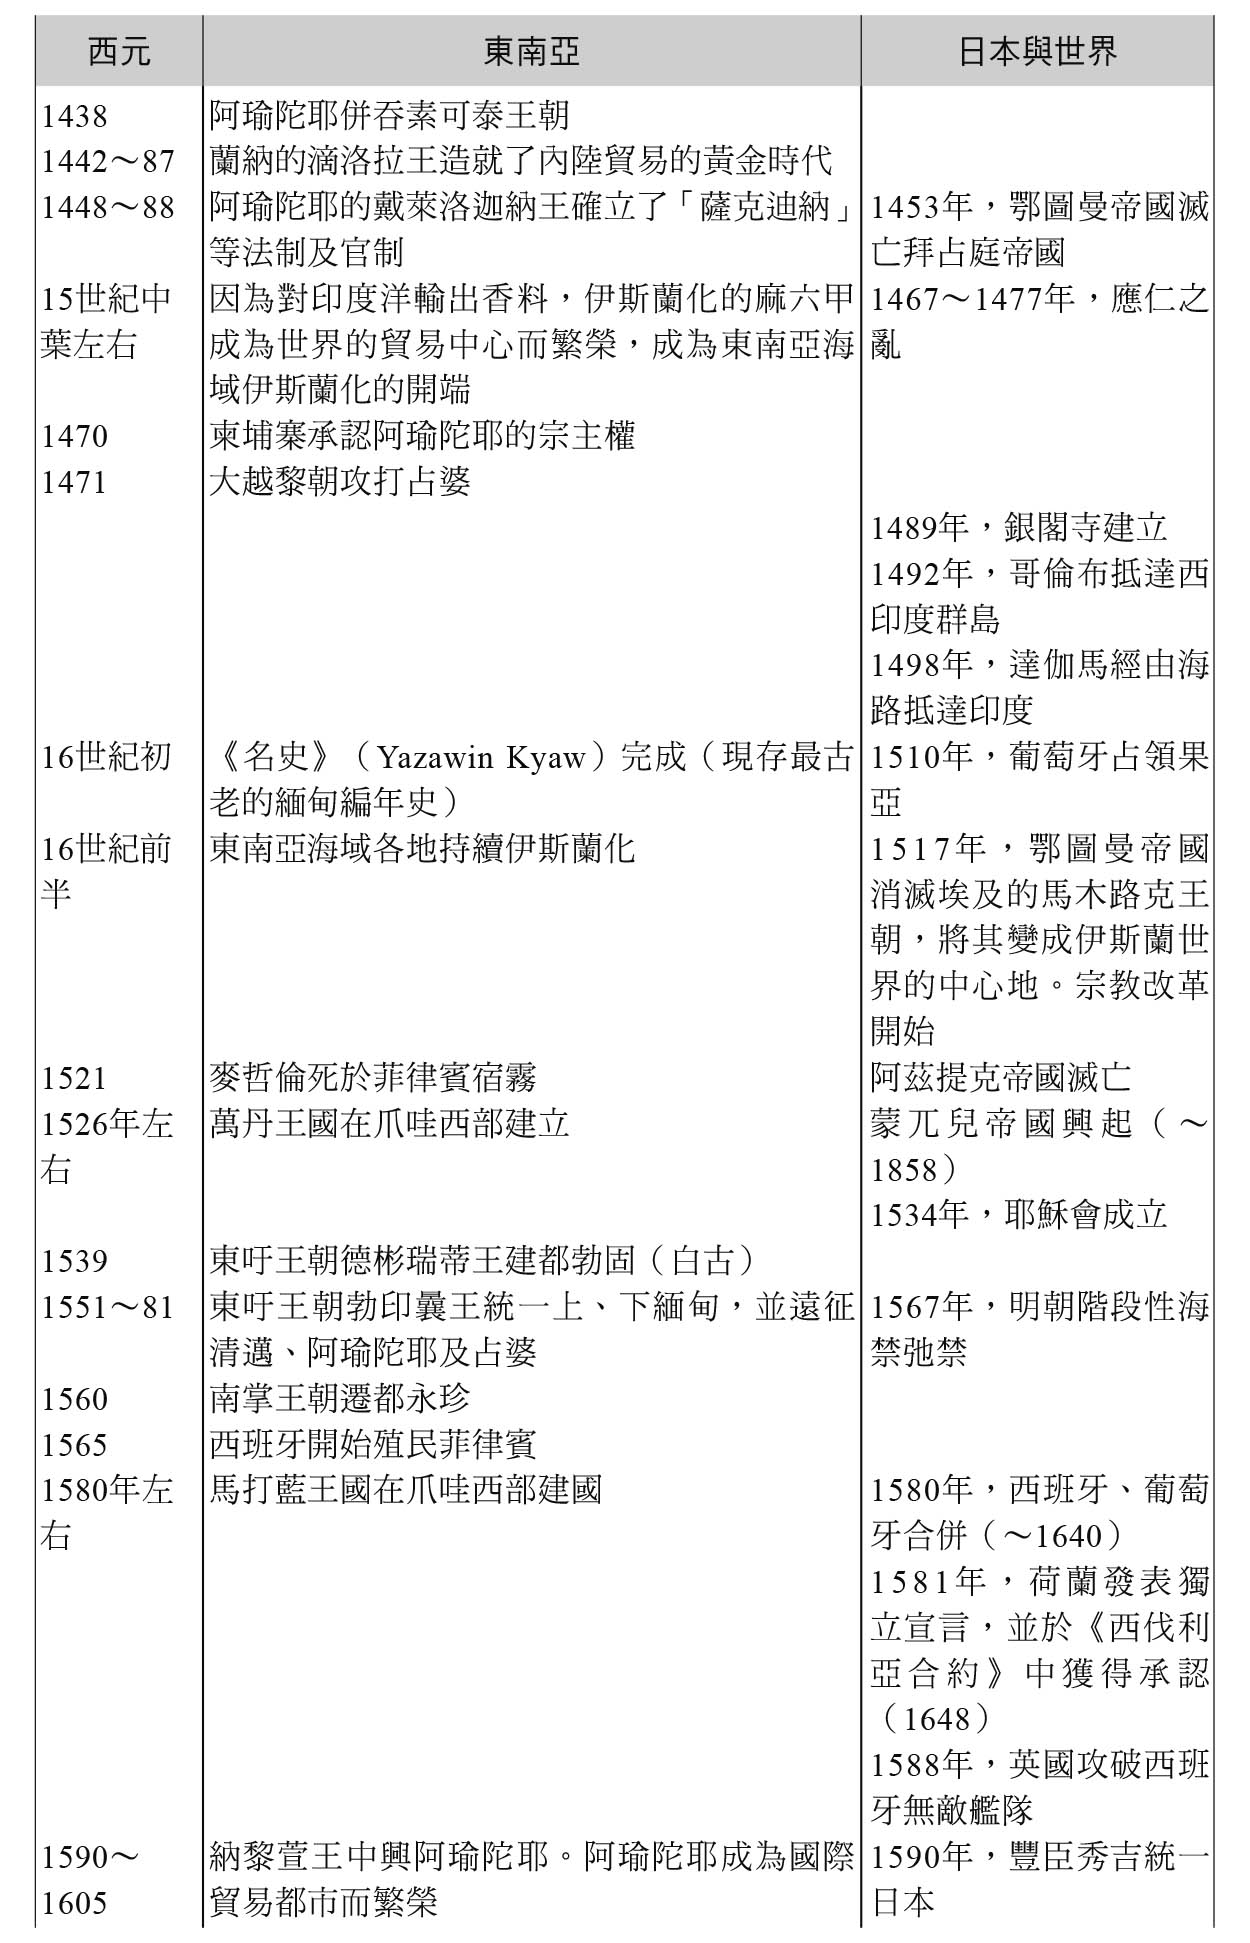 西元 東南亞 日本與世界
1438 阿瑜陀耶併吞素可泰王朝
1442～87 蘭納的滴洛拉王造就了內陸貿易的黃金時代
1448～88 阿瑜陀耶的戴萊洛迦納王確立了「薩克迪納」 1453年，鄂圖曼帝國滅
等法制及官制 亡拜占庭帝國
15世紀中 因為對印度洋輸出香料，伊斯蘭化的麻六甲 1467～1477年，應仁之
葉左右 成為世界的貿易中心而繁榮，成為東南亞海 亂
域伊斯蘭化的開端
1470 柬埔寨承認阿瑜陀耶的宗主權
1471 大越黎朝攻打占婆
1489年，銀閣寺建立
1492年，哥倫布抵達西
印度群島
1498年，達伽馬經由海
路抵達印度
16世紀初 《名史》（Yazawin Kyaw）完成（現存最古 1510年，葡萄牙占領果
老的緬甸編年史） 亞
16世紀前 東南亞海域各地持續伊斯蘭化 1517年，鄂圖曼帝國
半 消滅埃及的馬木路克王
朝，將其變成伊斯蘭世
界的中心地。宗教改革
開始
1521 麥哲倫死於菲律賓宿霧 阿茲提克帝國滅亡
1526年左 萬丹王國在爪哇西部建立 蒙兀兒帝國興起（～
右 1858）
1534年，耶穌會成立
1539 東吁王朝德彬瑞蒂王建都勃固（白古）
1551～81 東吁王朝勃印曩王統一上、下緬甸，並遠征 1567年，明朝階段性海
清邁、阿瑜陀耶及占婆 禁弛禁
1560 南掌王朝遷都永珍
1565 西班牙開始殖民菲律賓
1580年左 馬打藍王國在爪哇西部建國 1580年，西班牙、葡萄
右 牙合併（～1640）
1581年，荷蘭發表獨
立宣言，並於《西伐利
亞合約》中獲得承認
（1648）
1588年，英國攻破西班
牙無敵艦隊
1590～ 納黎萱王中興阿瑜陀耶。阿瑜陀耶成為國際 1590年，豐臣秀吉統一
1605 貿易都市而繁榮 日本